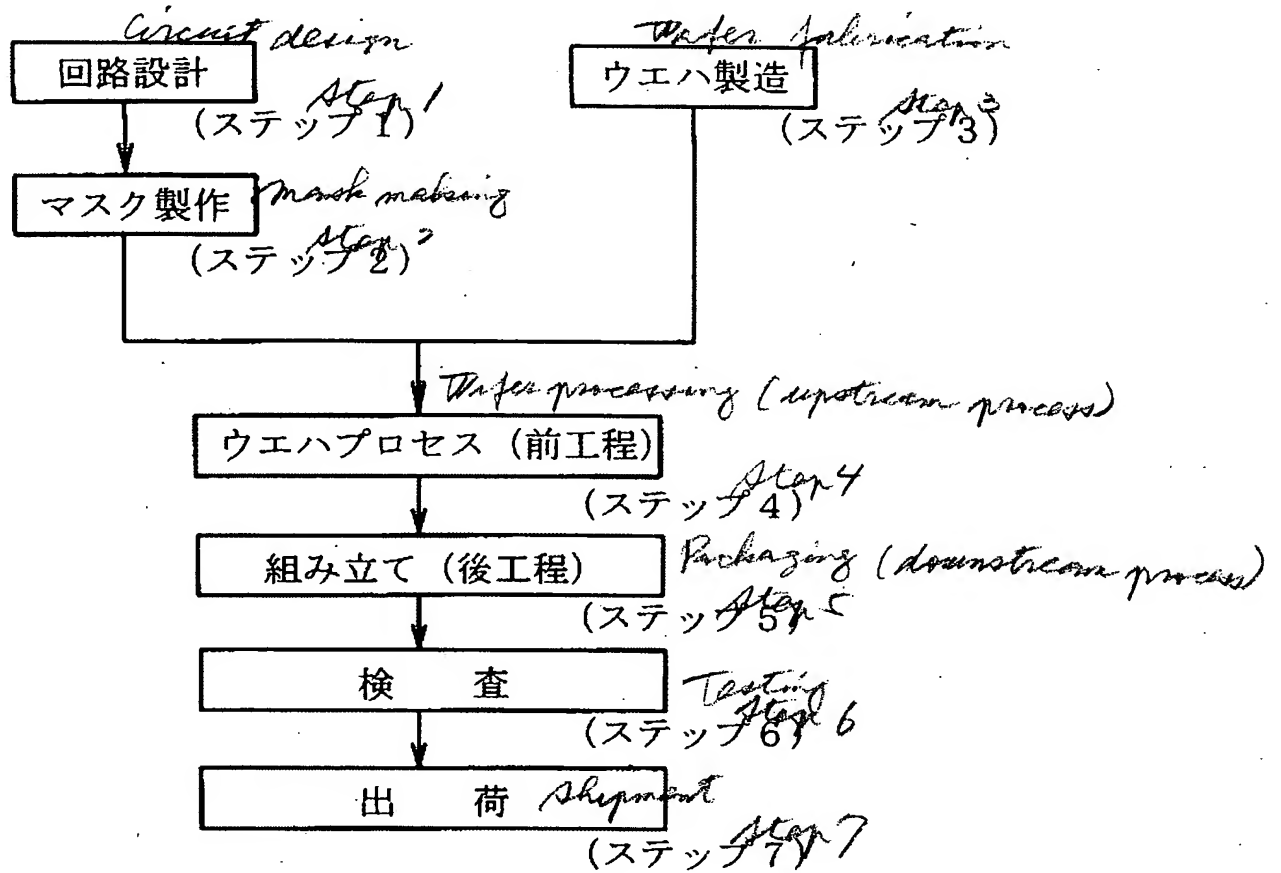 Circuit design
回路設計
Step 1
(ステップ1)
Wafer fabrication
ウエハ製造
Step 3
(ステップ3)
マスク製作
Mask making
Step 2
(ステップ2)
Wafer processing (upstream process)
ウエハプロセス (前工程)
Step 4
(ステップ4)
組み立て (後工程)
Packaging (downstream process)
Step 5
(ステップ5)
検 査
Testing
Step 6
(ステップ6)
出 荷
Shipment
Step 7
(ステップ7)